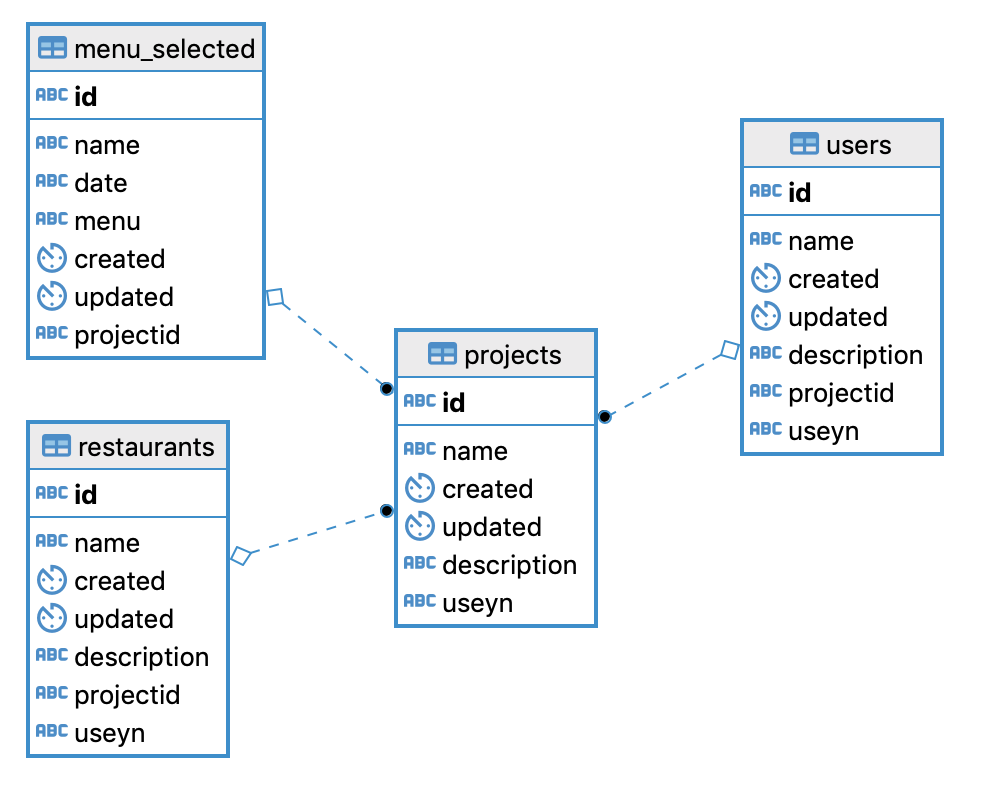 menu_selected
ABC id
ABC name
ABC date
ABC menu
created
updated
ABC projectid
restaurants
ABC id
ABC name
created
updated
ABC description
ABC projectid
ABC useyn
projects
ABC id
ABC name
created
updated
ABC description
ABC useyn
users
ABC id
ABC name
created
updated
ABC description
ABC projectid
ABC useyn